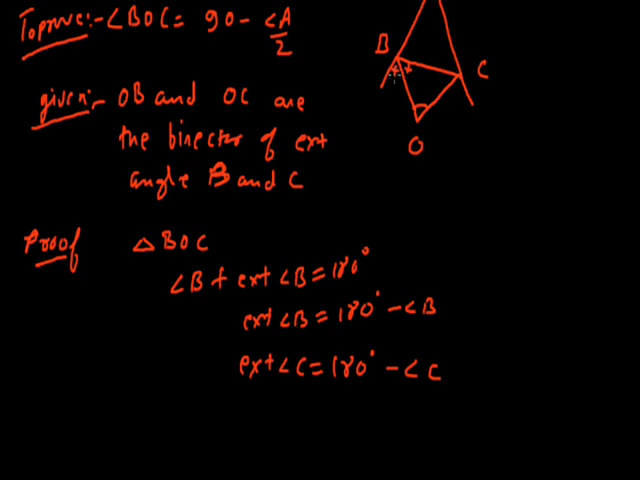 To prove:- ∠BOC = 90 - ∠A/2
given:- OB and OC are
the bisector of ext
angle B and C
Proof △ BOC
∠B + ext ∠B = 180°
ext ∠B = 180° - ∠B
ext ∠C = 180° - ∠C
B
C
O